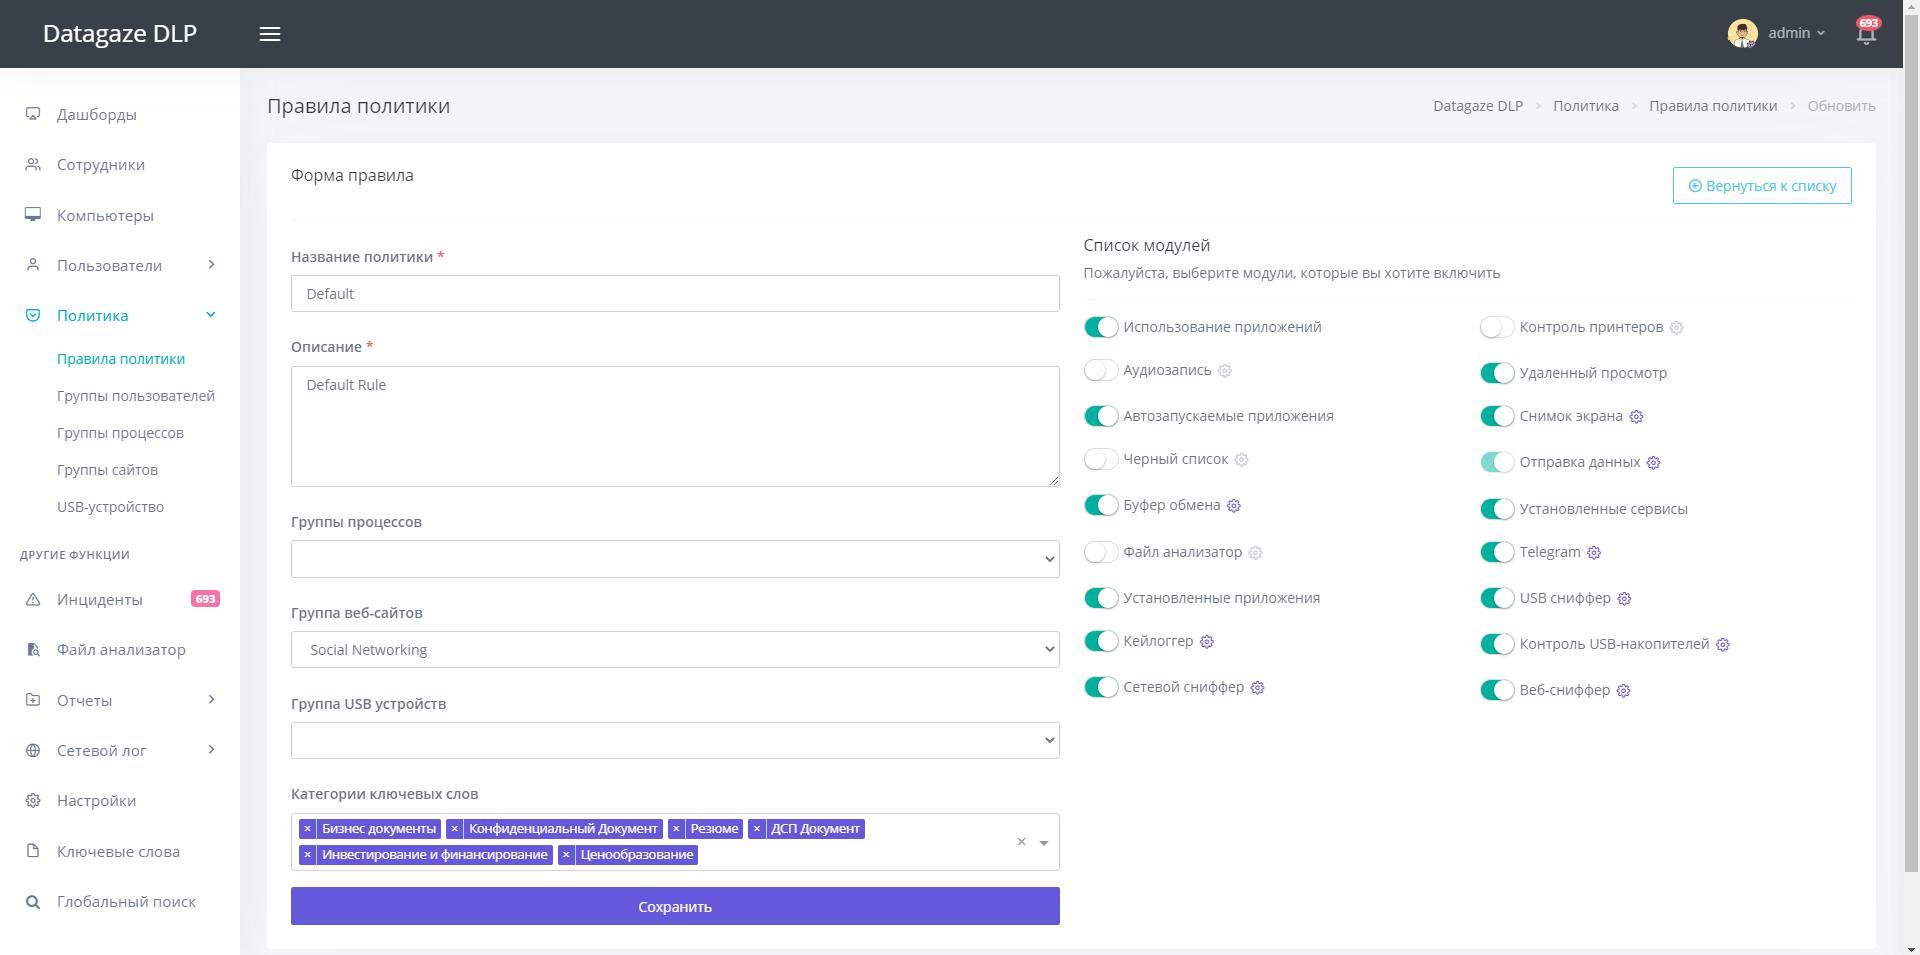 Datagaze DLP
admin
693
Дашборды
Сотрудники
Компьютеры
Пользователи
Политика
Правила политики
Группы пользователей
Группы процессов
Группы сайтов
USB-устройство
ДРУГИЕ ФУНКЦИИ
Инциденты 693
Файл анализатор
Отчеты
Сетевой лог
Настройки
Ключевые слова
Глобальный поиск
Правила политики
Datagaze DLP > Политика > Правила политики > Обновить
Форма правила
Вернуться к списку
Название политики *
Default
Описание *
Default Rule
Группы процессов
Группа веб-сайтов
Social Networking
Группа USB устройств
Категории ключевых слов
× Бизнес документы × Конфиденциальный Документ × Резюме × ДСП Документ
× Инвестирование и финансирование × Ценообразование
×
Сохранить
Список модулей
Пожалуйста, выберите модули, которые вы хотите включить
Использование приложений
Аудиозапись
Автозапускаемые приложения
Черный список
Буфер обмена
Файл анализатор
Установленные приложения
Кейлоггер
Сетевой сниффер
Контроль принтеров
Удаленный просмотр
Снимок экрана
Отправка данных
Установленные сервисы
Telegram
USB сниффер
Контроль USB-накопителей
Веб-сниффер